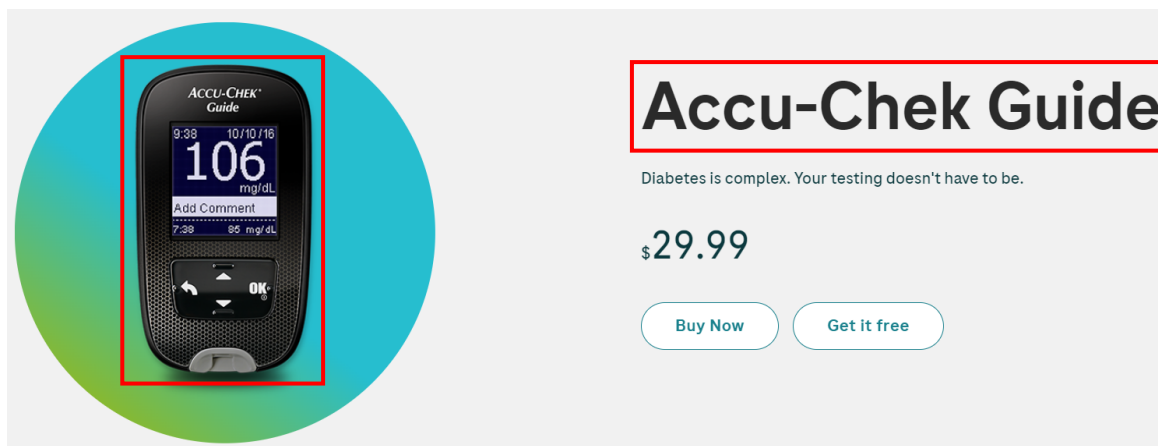 ACCU-CHEK®
Guide
9:38 10/10/16
106
mg/dL
Add Comment
7:38 85 mg/dL
OK
Accu-Chek Guide
Diabetes is complex. Your testing doesn't have to be.
$29.99
Buy Now Get it free